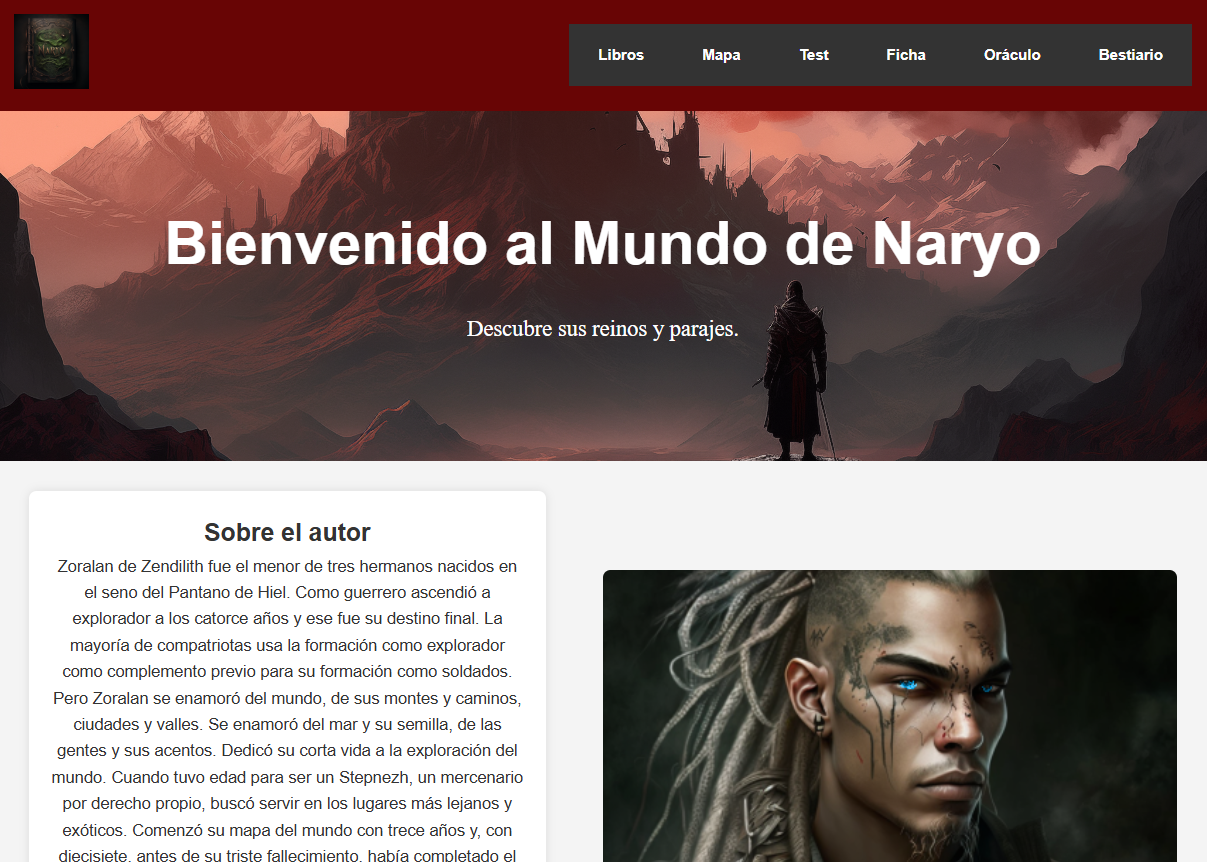 NARYO
Libros
Mapa
Test
Ficha
Oráculo
Bestiario
Bienvenido al Mundo de Naryo
Descubre sus reinos y parajes.
Sobre el autor
Zoralan de Zendilith fue el menor de tres hermanos nacidos en
el seno del Pantano de Hiel. Como guerrero ascendió a
explorador a los catorce años y ese fue su destino final. La
mayoría de compatriotas usa la formación como explorador
como complemento previo para su formación como soldados.
Pero Zoralan se enamoró del mundo, de sus montes y caminos,
ciudades y valles. Se enamoró del mar y su semilla, de las
gentes y sus acentos. Dedicó su corta vida a la exploración del
mundo. Cuando tuvo edad para ser un Stepnezh, un mercenario
por derecho propio, buscó servir en los lugares más lejanos y
exóticos. Comenzó su mapa del mundo con trece años y, con
diecisiete, antes de su triste fallecimiento, había completado el